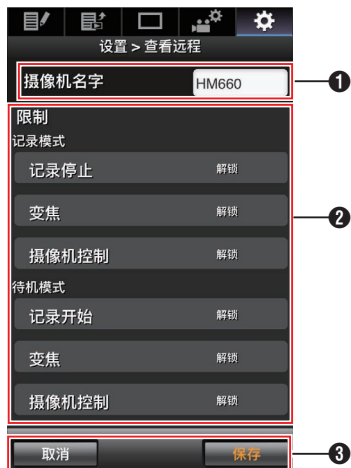 设置 > 查看远程
摄像机名字 HM660 ❶
限制
记录模式
记录停止 解锁
变焦 解锁 ❷
摄像机控制 解锁
待机模式
记录开始 解锁
变焦 解锁
摄像机控制 解锁
取消 保存 ❸